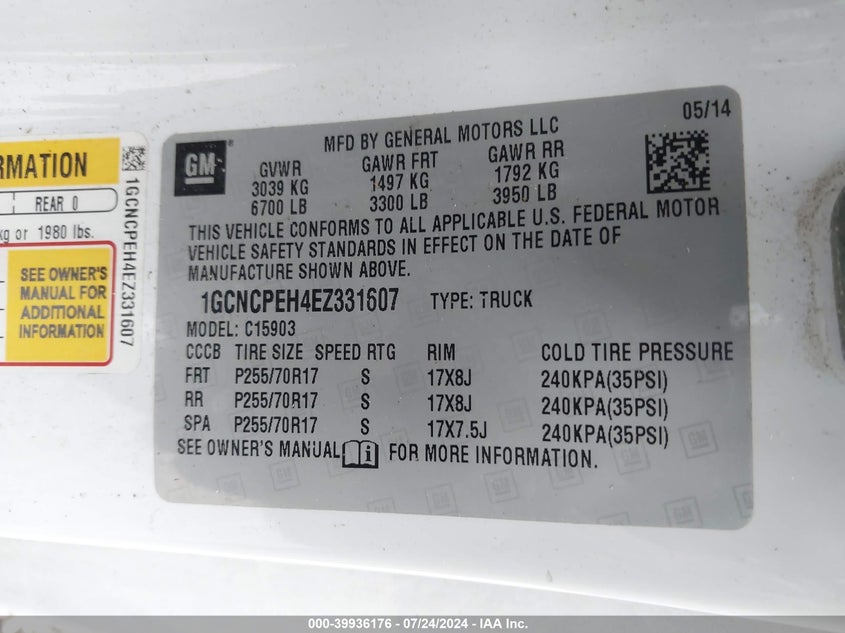 RMATION
REAR 0
kg or 1980 lbs.
SEE OWNER'S
MANUAL FOR
ADDITIONAL
INFORMATION
1GCNCPEH4EZ331607
GM
MFD BY GENERAL MOTORS LLC
05/14
GVWR GAWR FRT GAWR RR
3039 KG 1497 KG 1792 KG
6700 LB 3300 LB 3950 LB
THIS VEHICLE CONFORMS TO ALL APPLICABLE U.S. FEDERAL MOTOR
VEHICLE SAFETY STANDARDS IN EFFECT ON THE DATE OF
MANUFACTURE SHOWN ABOVE.
1GCNCPEH4EZ331607 TYPE: TRUCK
MODEL: C15903
CCCB TIRE SIZE SPEED RTG RIM COLD TIRE PRESSURE
FRT P255/70R17 S 17X8J 240KPA(35PSI)
RR P255/70R17 S 17X8J 240KPA(35PSI)
SPA P255/70R17 S 17X7.5J 240KPA(35PSI)
SEE OWNER'S MANUAL i FOR MORE INFORMATION.
000-39936176 - 07/24/2024 - IAA Inc.